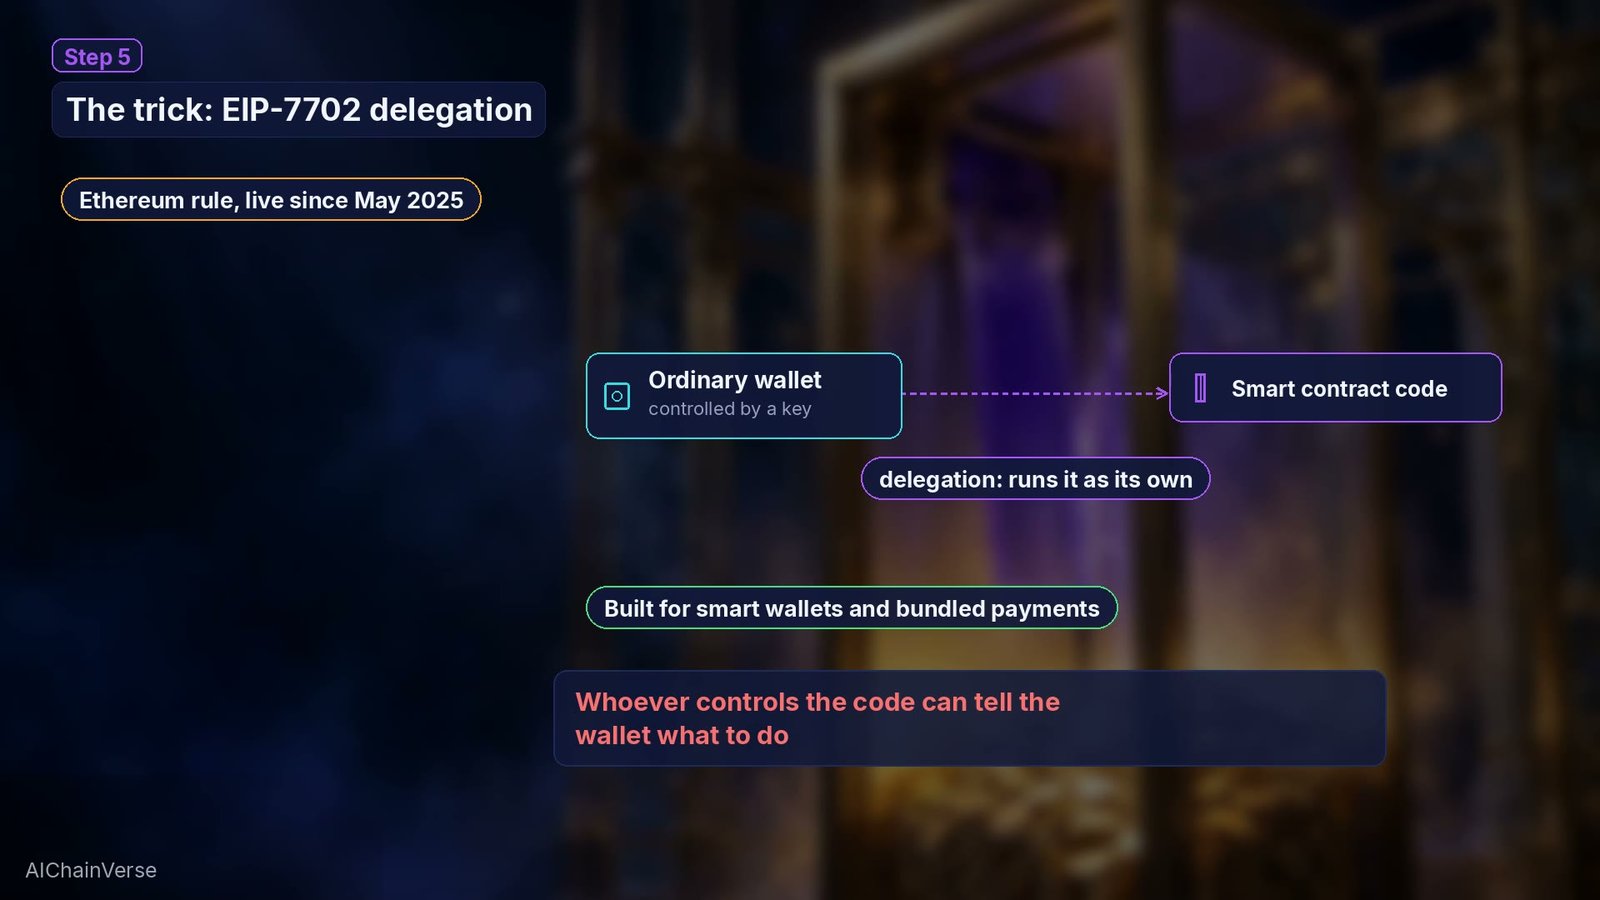 Step 5
The trick: EIP-7702 delegation
Ethereum rule, live since May 2025
Ordinary wallet
controlled by a key
Smart contract code
delegation: runs it as its own
Built for smart wallets and bundled payments
Whoever controls the code can tell the
wallet what to do
AIChainVerse